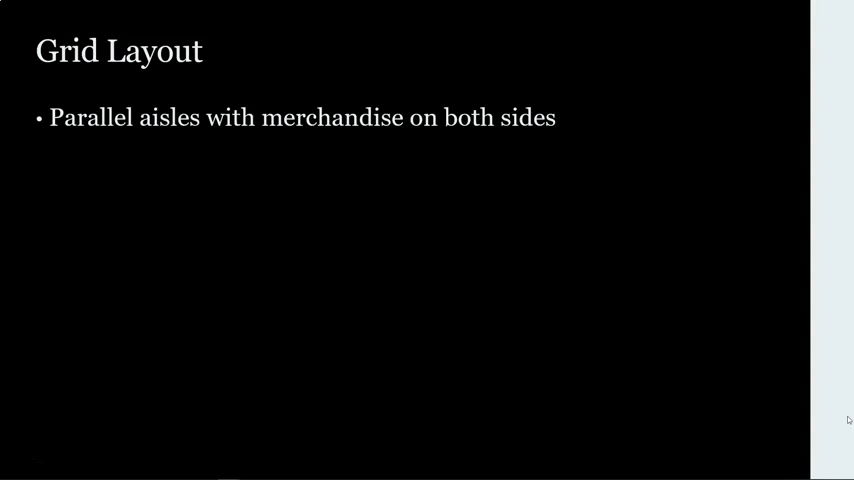 Grid Layout
• Parallel aisles with merchandise on both sides